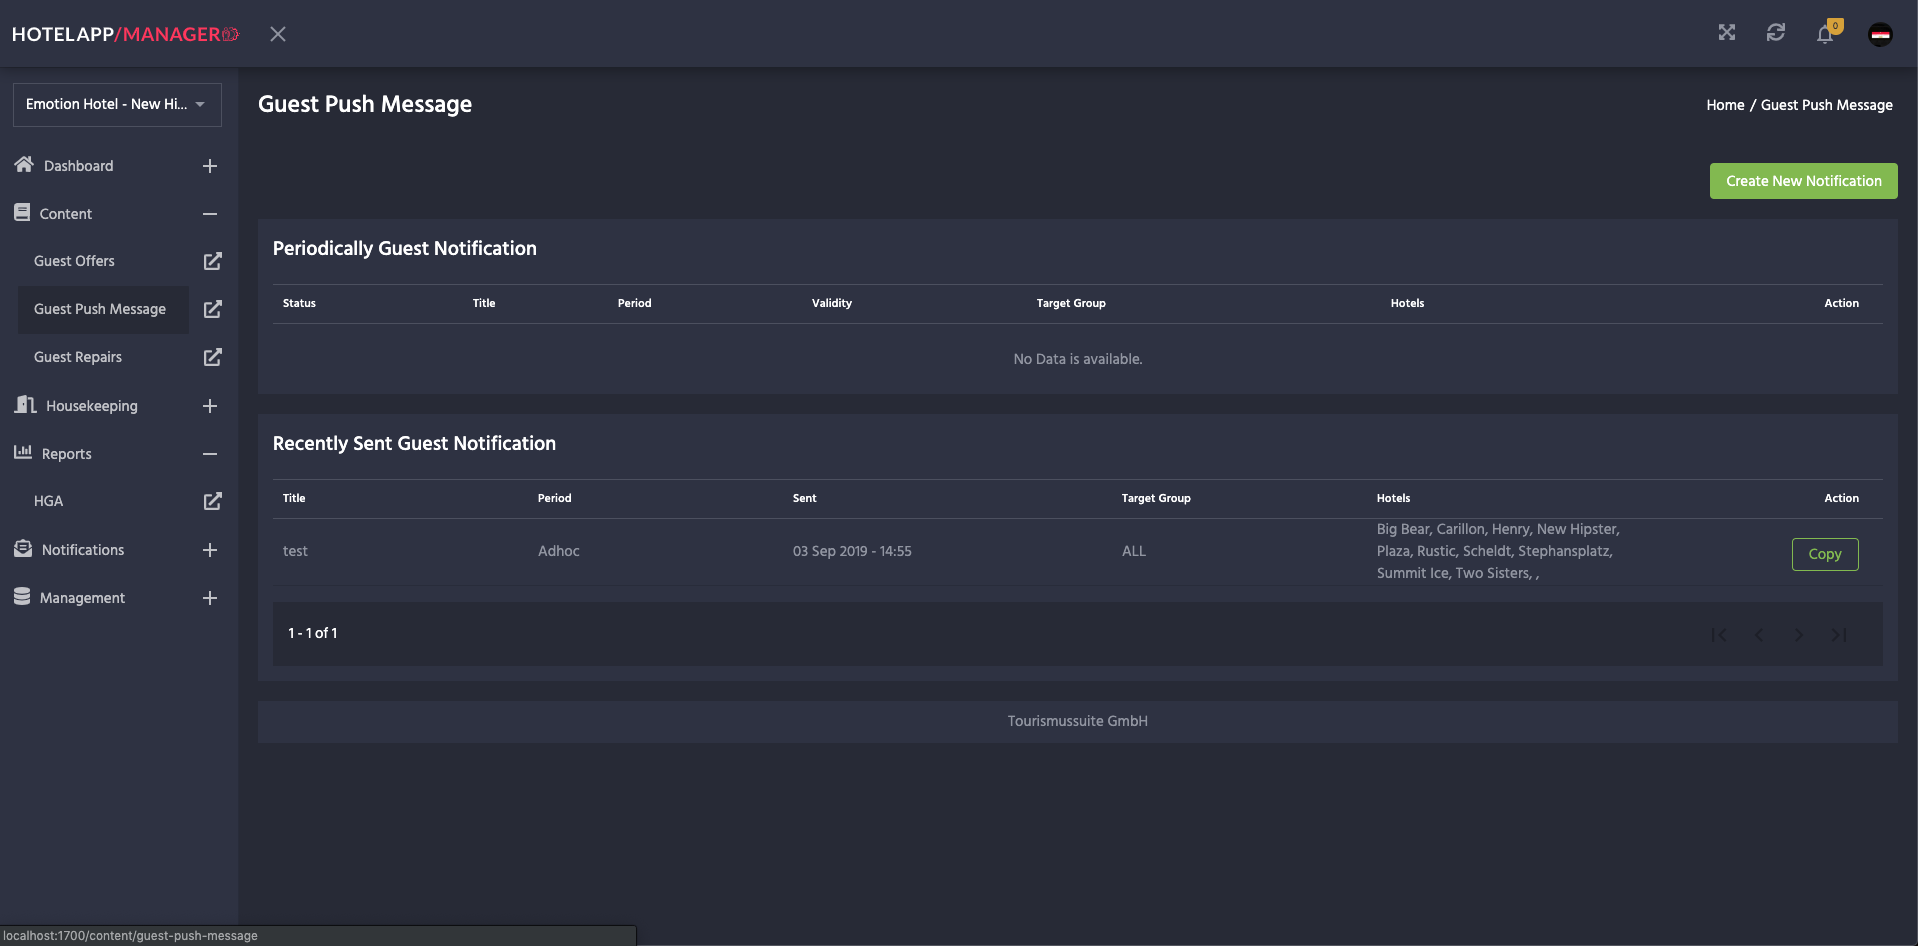 HOTELAPP/MANAGER
0
Emotion Hotel - New Hi...
Guest Push Message
Home / Guest Push Message
Dashboard
Content
Guest Offers
Guest Push Message
Guest Repairs
Housekeeping
Reports
HGA
Notifications
Management
Create New Notification
Periodically Guest Notification
Status Title Period Validity Target Group Hotels Action
No Data is available.
Recently Sent Guest Notification
Title Period Sent Target Group Hotels Action
test Adhoc 03 Sep 2019 - 14:55 ALL
Big Bear, Carillon, Henry, New Hipster,
Plaza, Rustic, Scheldt, Stephansplatz,
Summit Ice, Two Sisters, ,
Copy
1 - 1 of 1
Tourismussuite GmbH
localhost:1700/content/guest-push-message